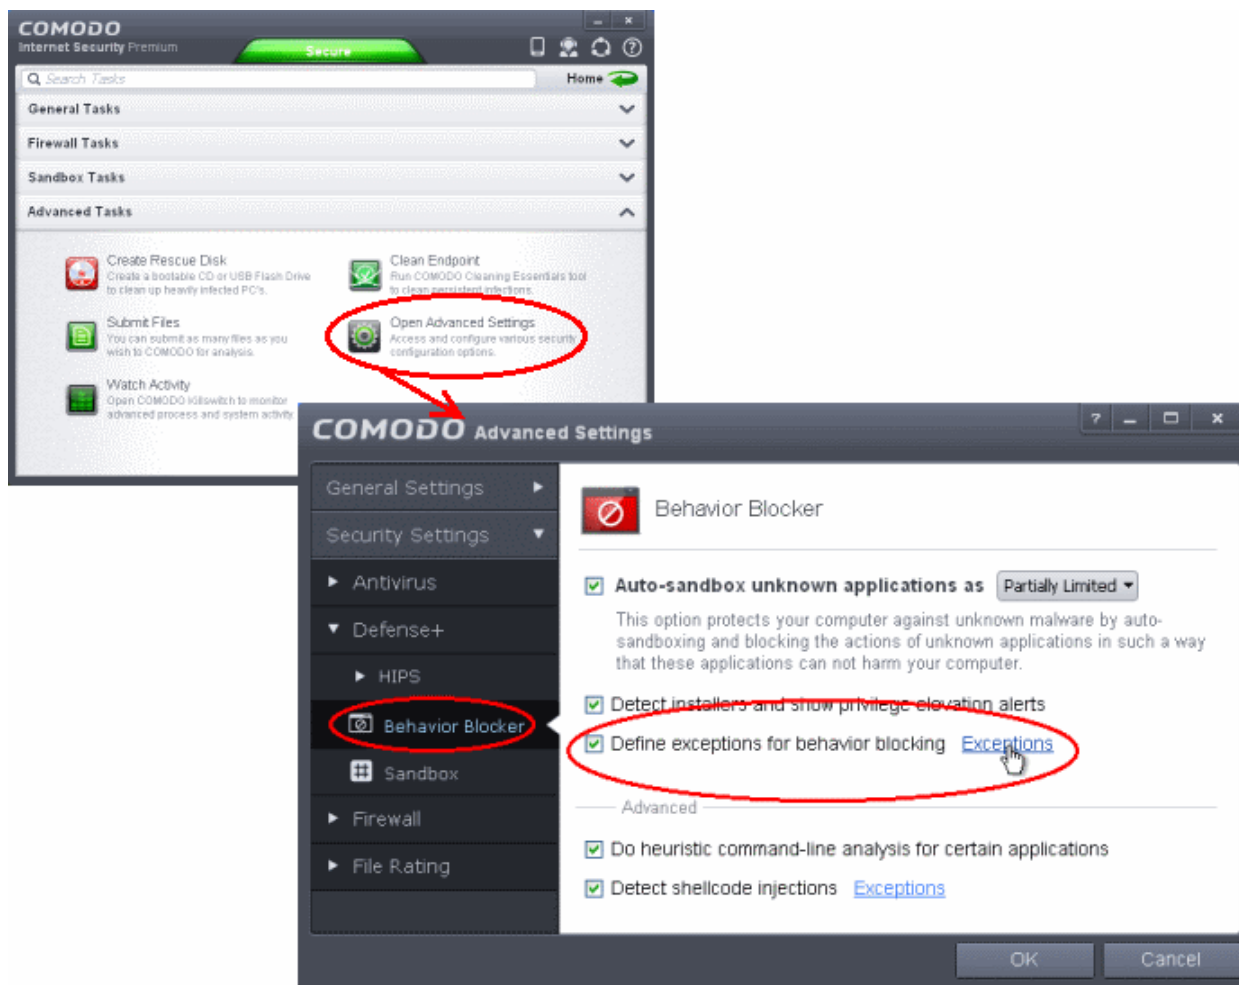 COMODO
Internet Security Premium
Secure
Search Tasks
Home
General Tasks
Firewall Tasks
Sandbox Tasks
Advanced Tasks
Create Rescue Disk
Create a bootable CD or USB Flash Drive
to clean up heavily infected PC's.
Clean Endpoint
Run COMODO Cleaning Essentials tool
to clean persistent infections.
Submit Files
You can submit as many files as you
wish to COMODO for analysis.
Open Advanced Settings
Access and configure various security
configuration options.
Watch Activity
Open COMODO Killswitch to monitor
advanced process and system activity.
COMODO Advanced Settings
General Settings
Security Settings
Antivirus
Defense+
HIPS
Behavior Blocker
Sandbox
Firewall
File Rating
Behavior Blocker
Auto-sandbox unknown applications as Partially Limited
This option protects your computer against unknown malware by auto-
sandboxing and blocking the actions of unknown applications in such a way
that these applications can not harm your computer.
Detect installers and show privilege elevation alerts
Define exceptions for behavior blocking Exceptions
Advanced
Do heuristic command-line analysis for certain applications
Detect shellcode injections Exceptions
OK
Cancel